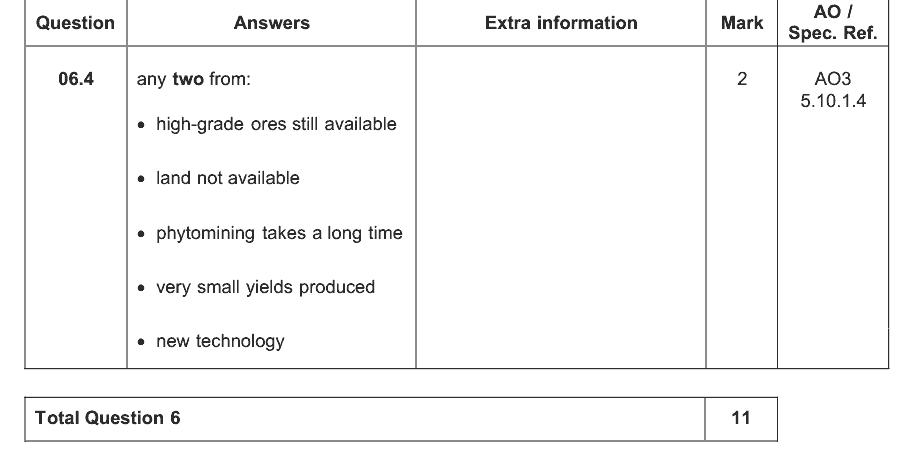 Question Answers Extra information Mark AO /
Spec. Ref.
06.4 any two from: 2 AO3
5.10.1.4
• high-grade ores still available
• land not available
• phytomining takes a long time
• very small yields produced
• new technology
Total Question 6 11